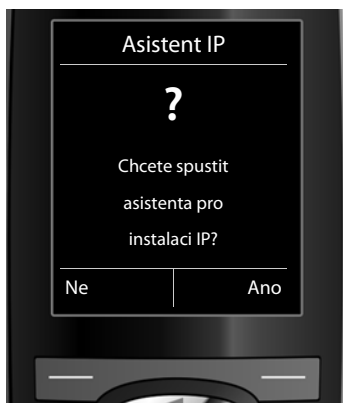 Asistent IP
?
Chcete spustit
asistenta pro
instalaci IP?
Ne Ano